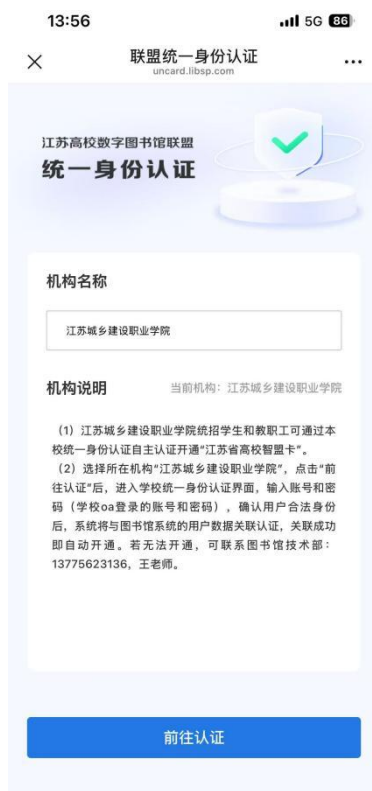 13:56
5G 86
联盟统一身份认证
uncard.libsp.com
江苏高校数字图书馆联盟
统一身份认证
机构名称
江苏城乡建设职业学院
机构说明 当前机构：江苏城乡建设职业学院
（1）江苏城乡建设职业学院统招学生和教职工可通过本
校统一身份认证自主认证开通“江苏省高校智盟卡”。
（2）选择所在机构“江苏城乡建设职业学院”，点击“前
往认证”后，进入学校统一身份认证界面，输入账号和密
码（学校oa登录的账号和密码），确认用户合法身份
后，系统将与图书馆系统的用户数据关联认证，关联成功
即自动开通。若无法开通，可联系图书馆技术部：
13775623136，王老师。
前往认证